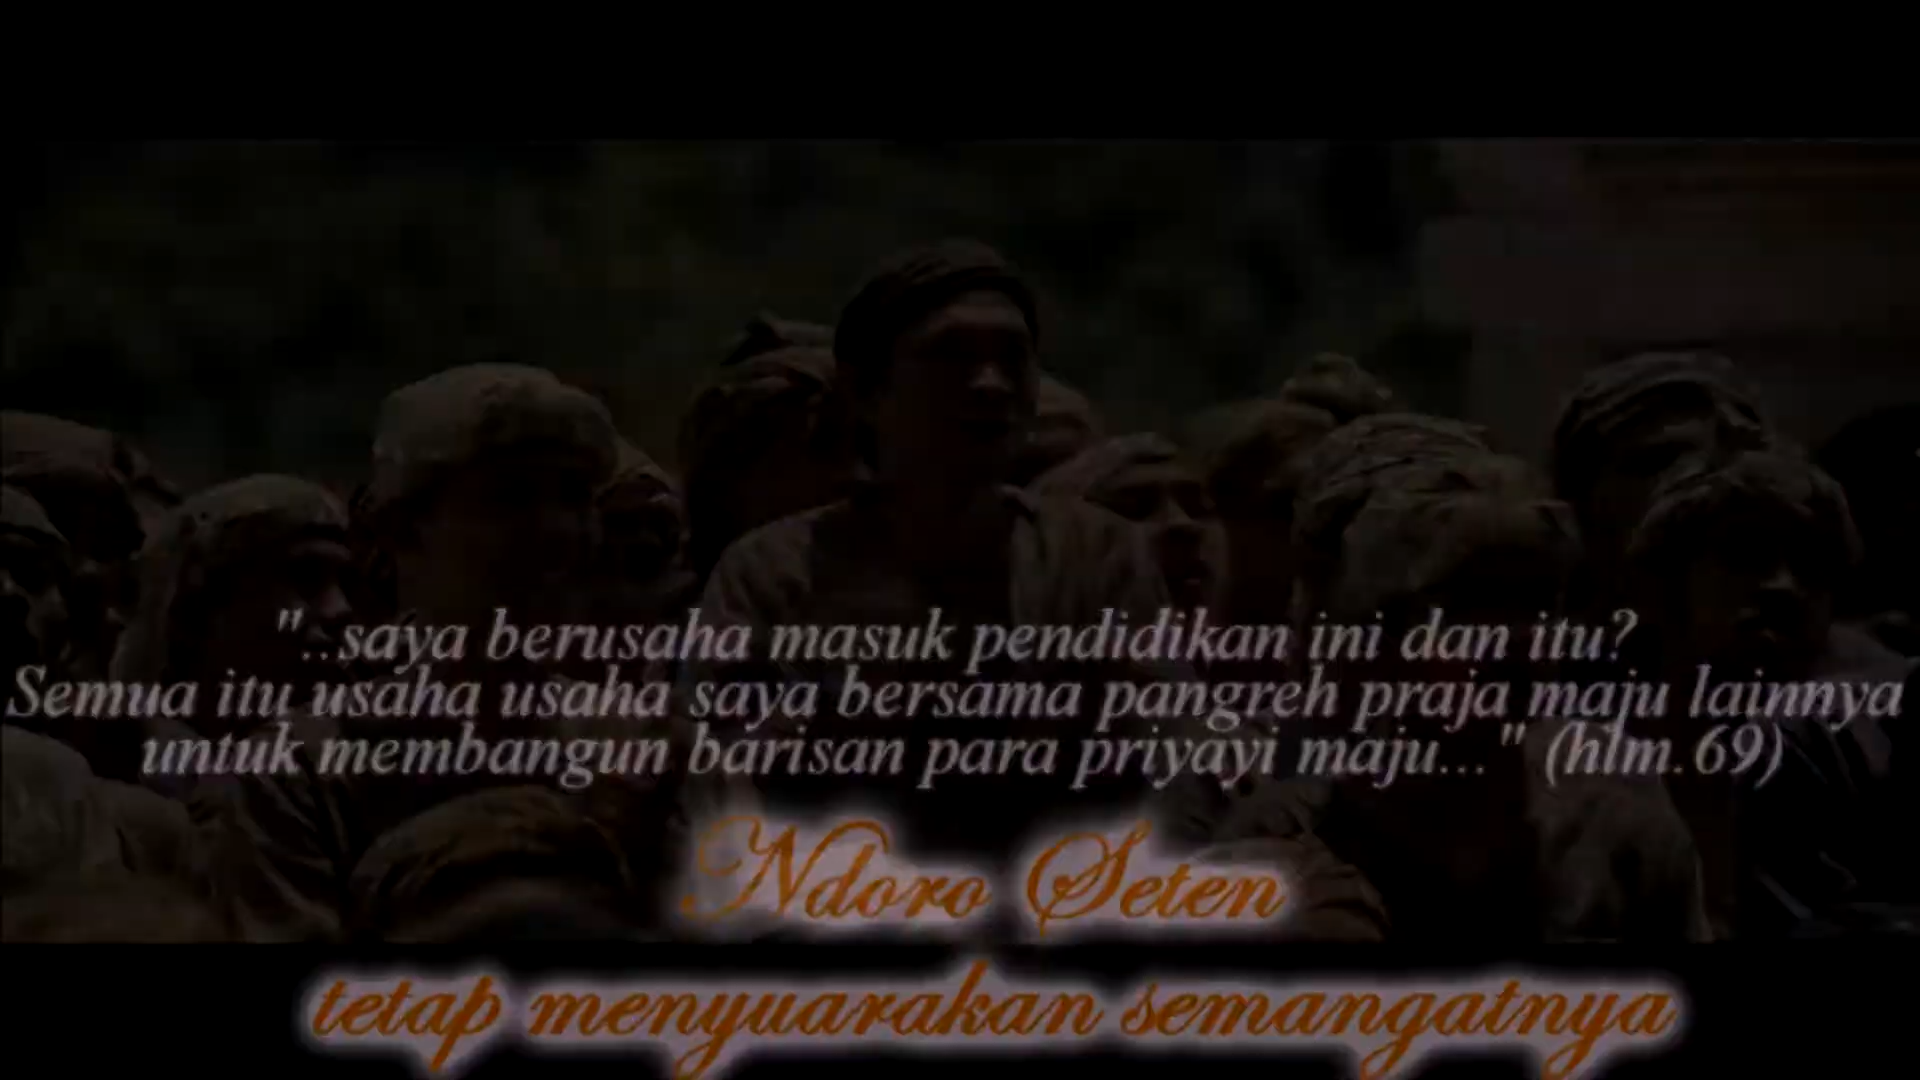 "..saya berusaha masuk pendidikan ini dan itu?
Semua itu usaha usaha saya bersama pangreh praja maju lainnya
untuk membangun barisan para priyayi maju..." (hlm.69)
Ndoro Seten
tetap menyuarakan semangatnya